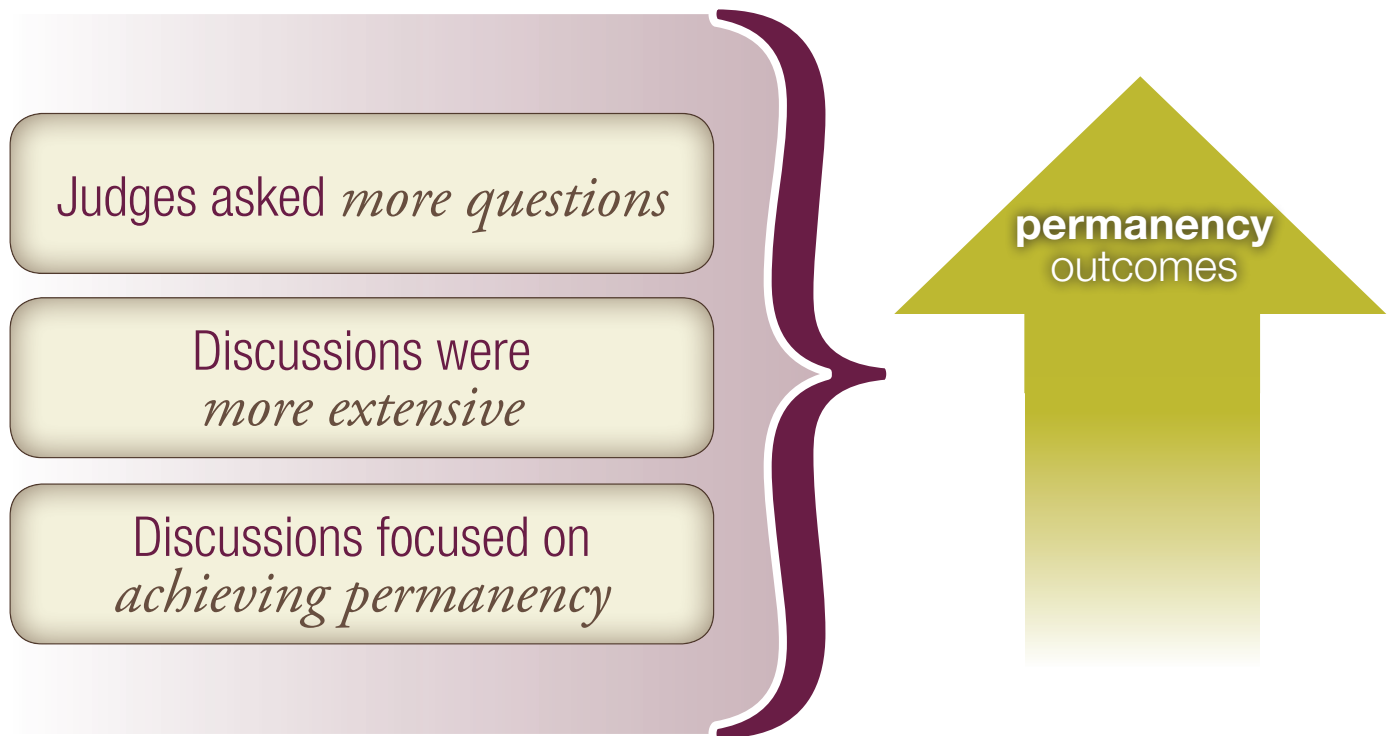 Judges asked more questions
Discussions were
more extensive
Discussions focused on
achieving permanency
permanency
outcomes